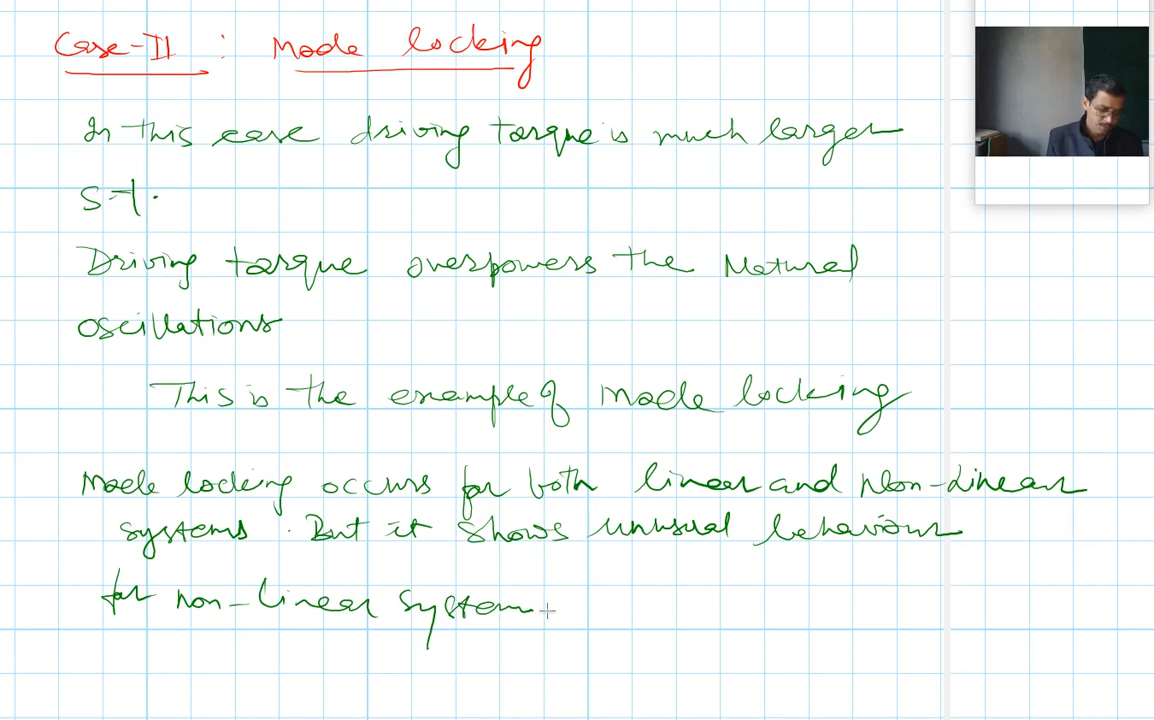 Case-II : Mode locking
In this case driving torque is much larger
s.t.
Driving torque overpowers the Natural
oscillations
This is the example of Mode locking
Mode locking occurs for both linear and Non-Linear
systems. But it shows unusual behaviour
for non-linear system